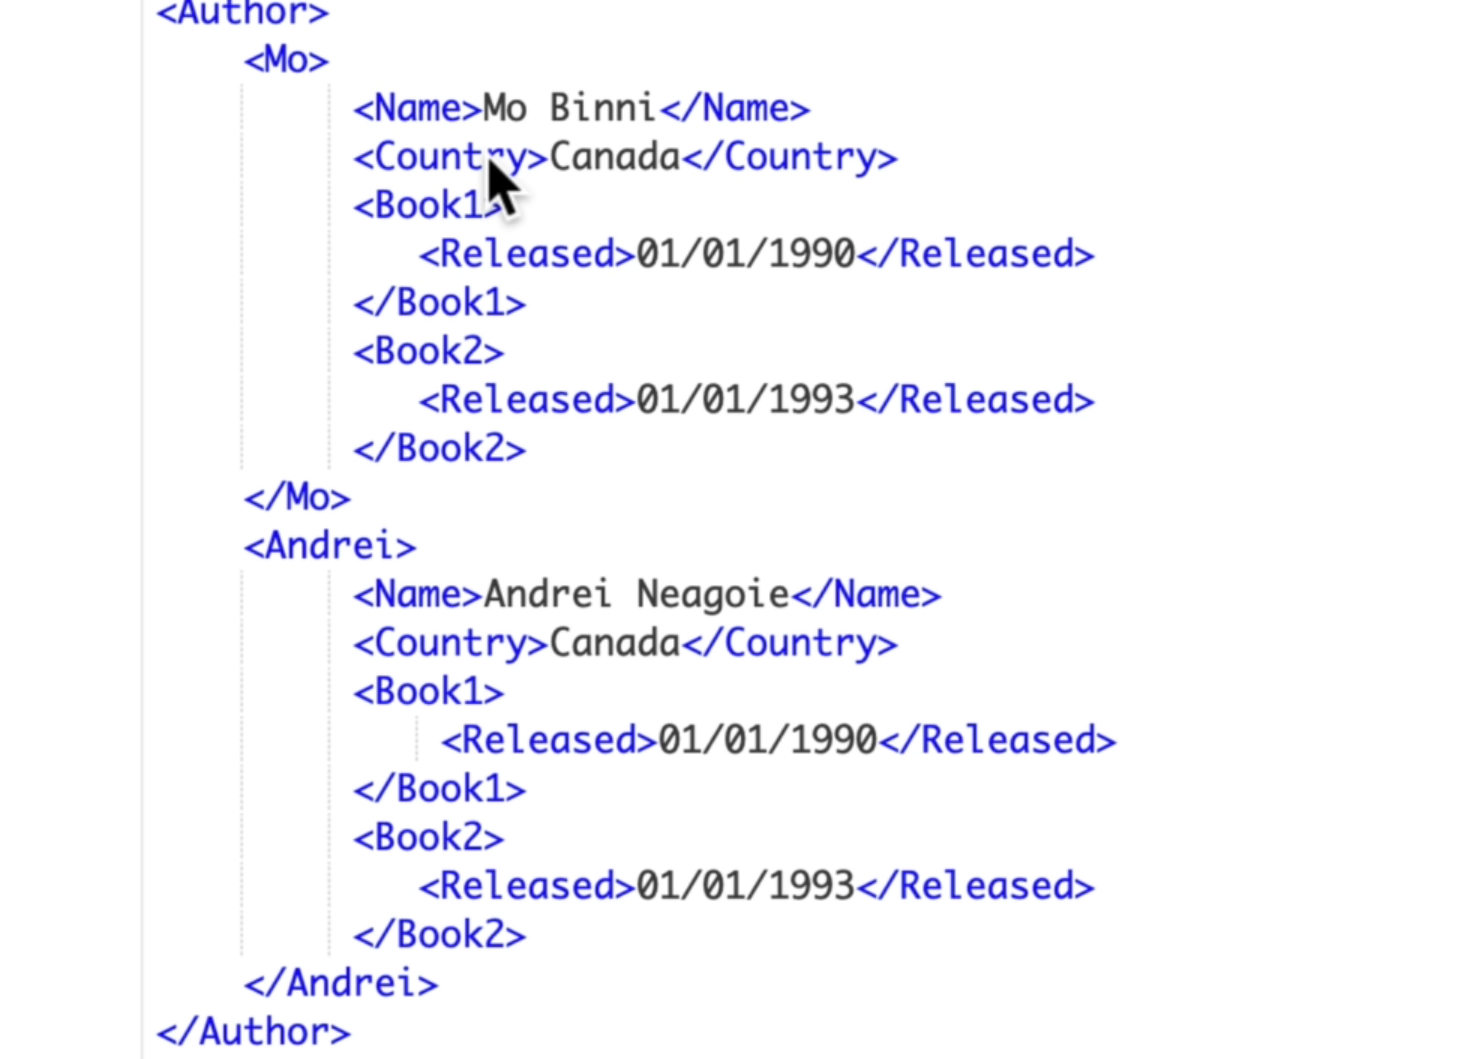 <Author>
<Mo>
<Name>Mo Binni</Name>
<Country>Canada</Country>
<Book1>
<Released>01/01/1990</Released>
</Book1>
<Book2>
<Released>01/01/1993</Released>
</Book2>
</Mo>
<Andrei>
<Name>Andrei Neagoie</Name>
<Country>Canada</Country>
<Book1>
<Released>01/01/1990</Released>
</Book1>
<Book2>
<Released>01/01/1993</Released>
</Book2>
</Andrei>
</Author>